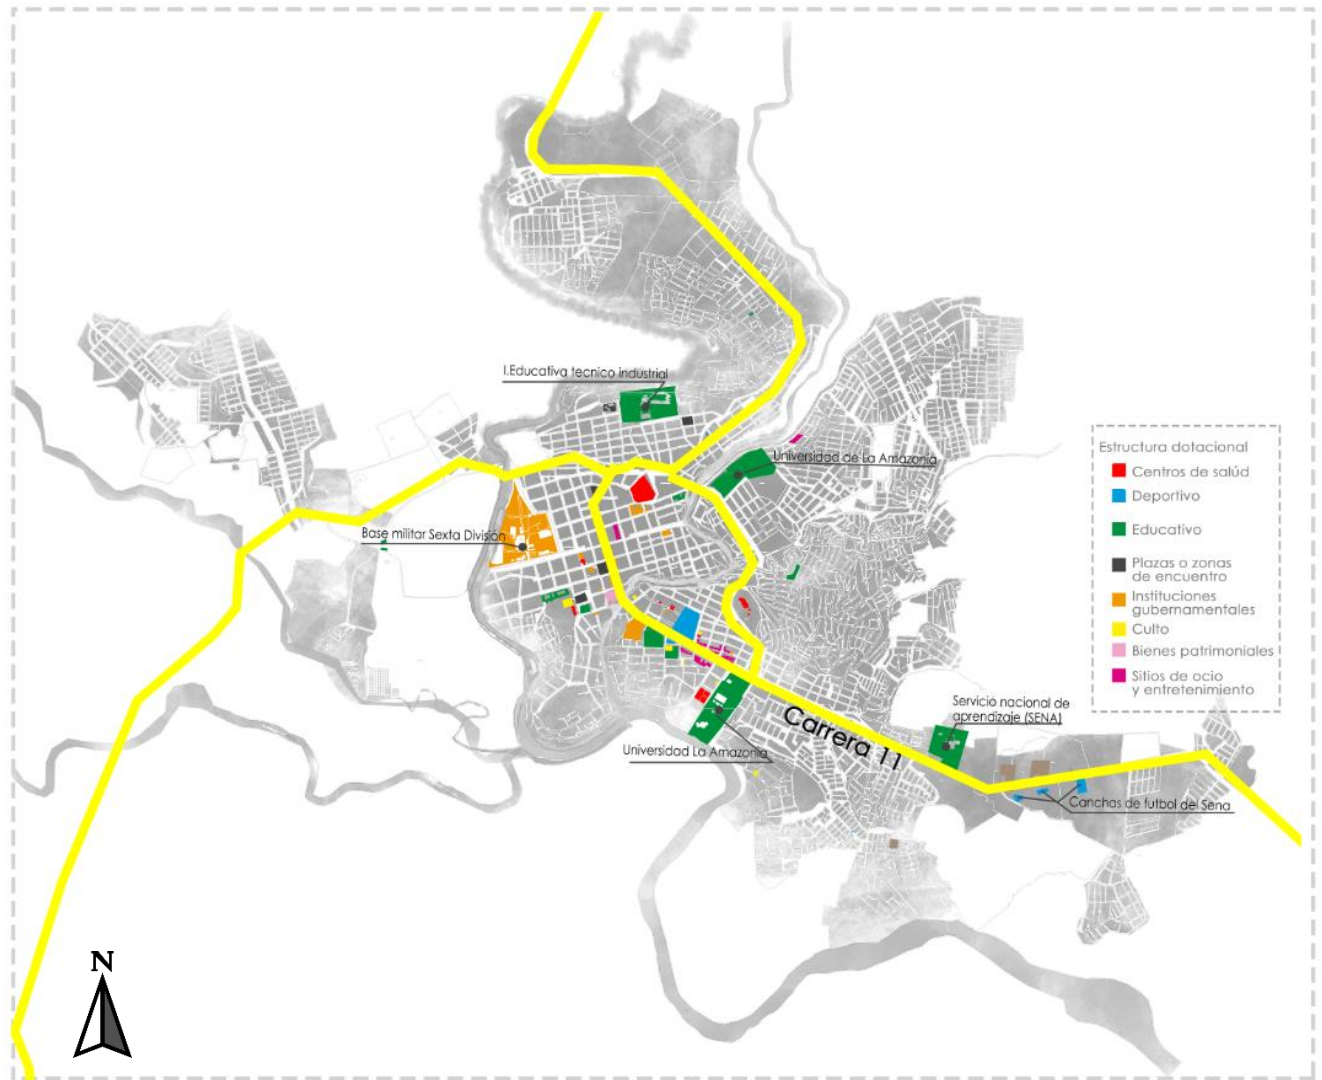 I.Educativa tecnico industrial
Universidad de La Amazonía
Base militar Sexta División
Estructura dotacional
Centros de salúd
Deportivo
Educativo
Plazas o zonas
de encuentro
Instituciones
gubernamentales
Culto
Bienes patrimoniales
Sitios de ocio
y entretenimiento
Servicio nacional de
aprendizaje (SENA)
Carrera 11
Universidad La Amazonía
Canchas de futbol del Sena
N